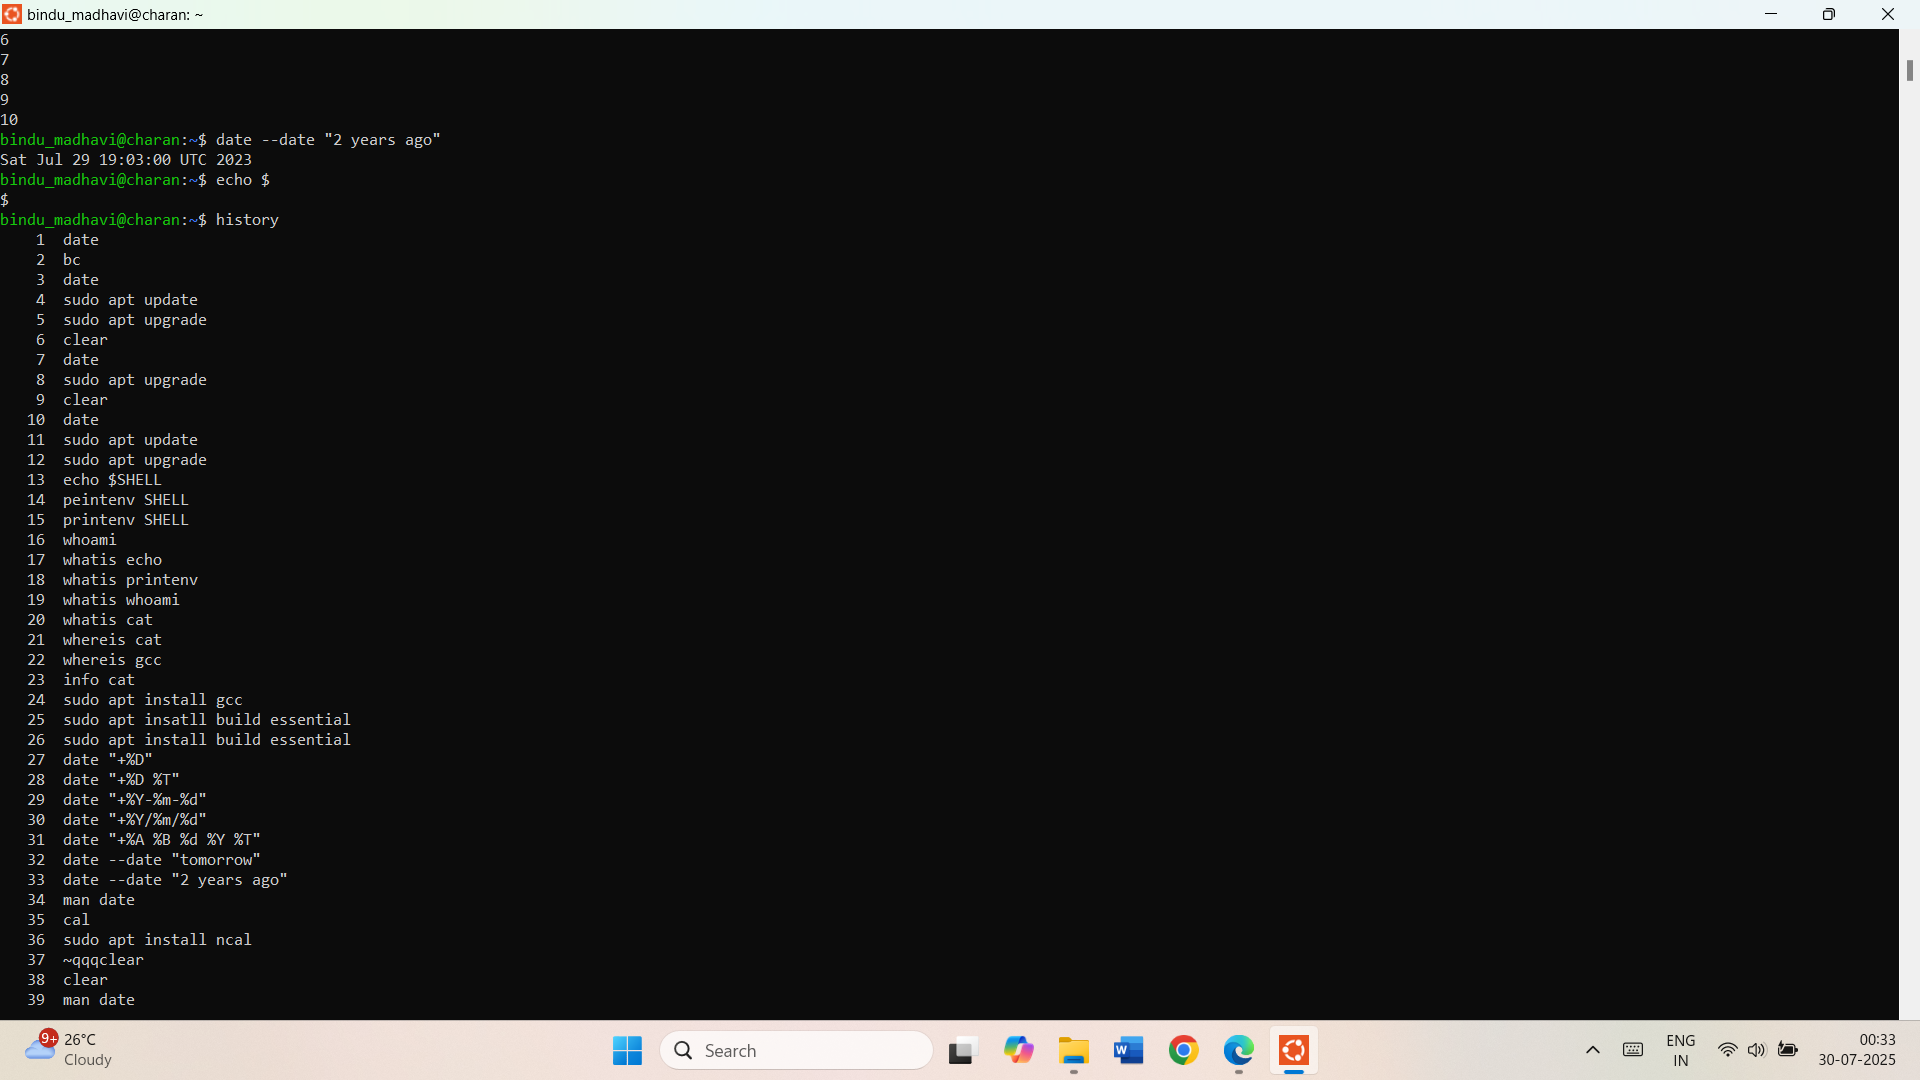 bindu_madhavi@charan: ~
6
7
8
9
10
bindu_madhavi@charan:~$ date --date "2 years ago"
Sat Jul 29 19:03:00 UTC 2023
bindu_madhavi@charan:~$ echo $
$
bindu_madhavi@charan:~$ history
1 date
2 bc
3 date
4 sudo apt update
5 sudo apt upgrade
6 clear
7 date
8 sudo apt upgrade
9 clear
10 date
11 sudo apt update
12 sudo apt upgrade
13 echo $SHELL
14 peintenv SHELL
15 printenv SHELL
16 whoami
17 whatis echo
18 whatis printenv
19 whatis whoami
20 whatis cat
21 whereis cat
22 whereis gcc
23 info cat
24 sudo apt install gcc
25 sudo apt insatll build essential
26 sudo apt install build essential
27 date "+%D"
28 date "+%D %T"
29 date "+%Y-%m-%d"
30 date "+%Y/%m/%d"
31 date "+%A %B %d %Y %T"
32 date --date "tomorrow"
33 date --date "2 years ago"
34 man date
35 cal
36 sudo apt install ncal
37 ~qqqclear
38 clear
39 man date
9+
26°C
Cloudy
Search
W
ENG
IN
00:33
30-07-2025